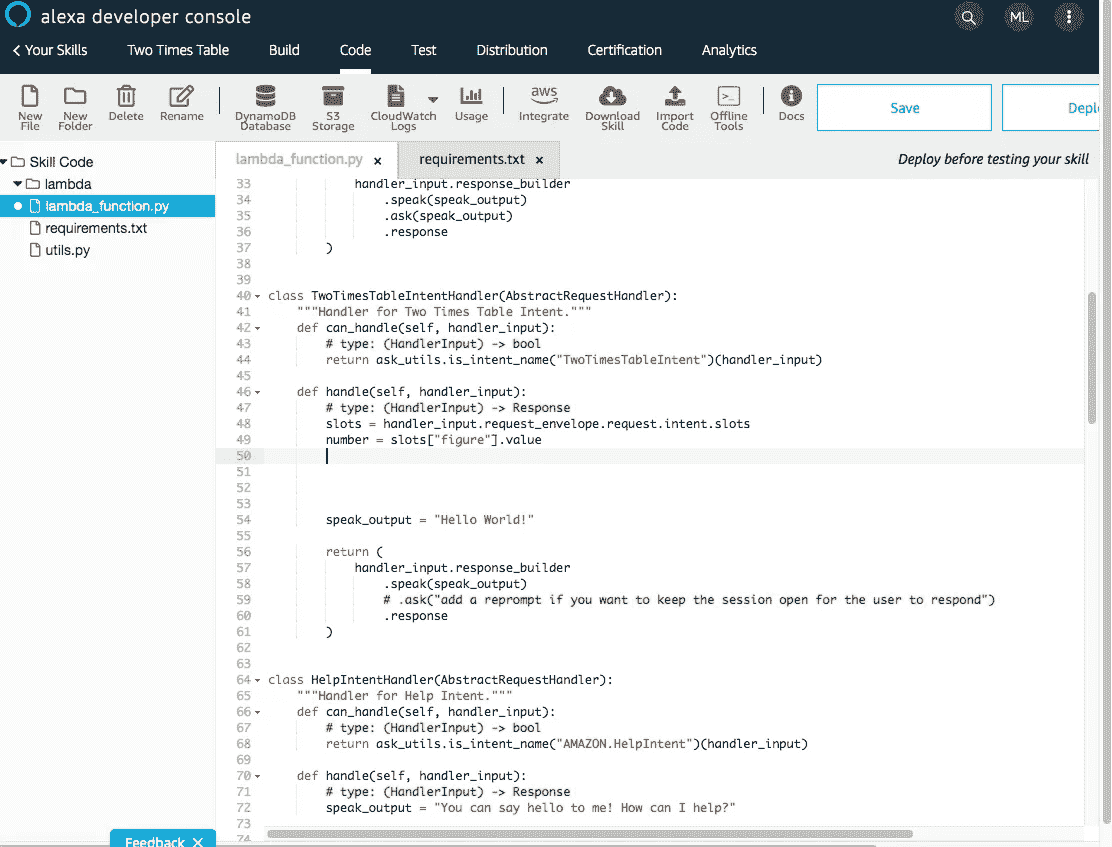 alexa developer console
ML
Your Skills Two Times Table Build Code Test Distribution Certification Analytics
New File New Folder Delete Rename DynamoDB Database S3 Storage CloudWatch Logs Usage aws Integrate Download Skill Import Code Offline Tools Docs Save Deplo
Skill Code
lambda
lambda_function.py
requirements.txt
utils.py
lambda_function.py × requirements.txt × Deploy before testing your skill
33 handler_input.response_builder
34 .speak(speak_output)
35 .ask(speak_output)
36 .response
37 )
38
39
40 class TwoTimesTableIntentHandler(AbstractRequestHandler):
41 """Handler for Two Times Table Intent."""
42 def can_handle(self, handler_input):
43 # type: (HandlerInput) -> bool
44 return ask_utils.is_intent_name("TwoTimesTableIntent")(handler_input)
45
46 def handle(self, handler_input):
47 # type: (HandlerInput) -> Response
48 slots = handler_input.request_envelope.request.intent.slots
49 number = slots["figure"].value
50
51
52
53
54 speak_output = "Hello World!"
55
56 return (
57 handler_input.response_builder
58 .speak(speak_output)
59 # .ask("add a reprompt if you want to keep the session open for the user to respond")
60 .response
61 )
62
63
64 class HelpIntentHandler(AbstractRequestHandler):
65 """Handler for Help Intent."""
66 def can_handle(self, handler_input):
67 # type: (HandlerInput) -> bool
68 return ask_utils.is_intent_name("AMAZON.HelpIntent")(handler_input)
69
70 def handle(self, handler_input):
71 # type: (HandlerInput) -> Response
72 speak_output = "You can say hello to me! How can I help?"
73
74
Feedback ×